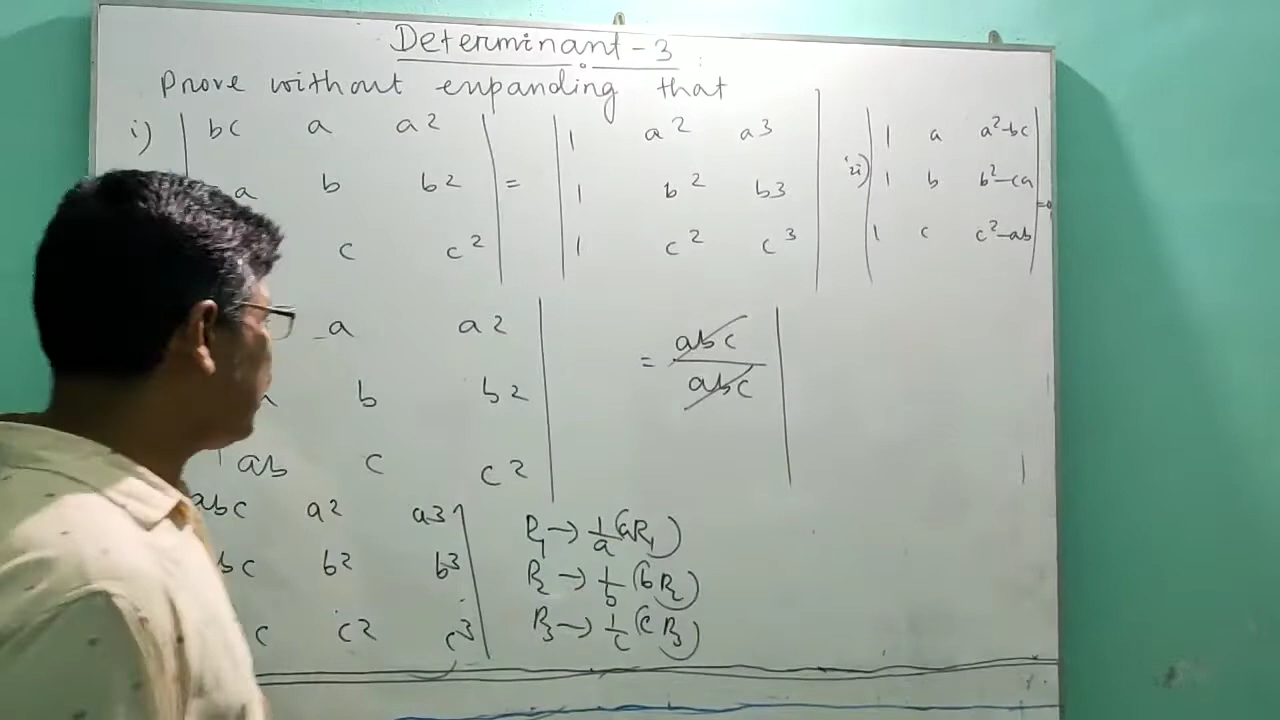 Determinant - 3
Prove without enpanding that
i) | bc a a2 | = | 1 a2 a3 | ii) | 1 a a2-bc |
a b b2 1 b2 b3 1 b b2-ca =0
c c2 1 c2 c3 1 c c2-ab
a a2 | = abc |
b b2 abc
ab c c2
abc a2 a3 R1 → 1/a (aR1)
bc b2 b3 R2 → 1/b (bR2)
c c2 c3 R3 → 1/c (cR3)